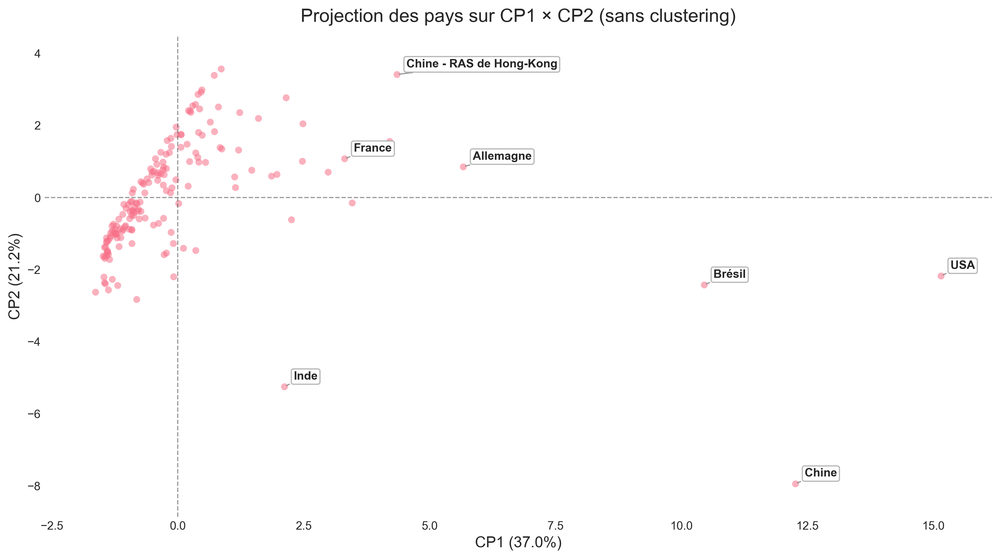 Projection des pays sur CP1 × CP2 (sans clustering)
4
Chine - RAS de Hong-Kong
2
France
Allemagne
0
−2
USA
Brésil
CP2 (21.2%)
−4
Inde
−6
Chine
−8
−2.5 0.0 2.5 5.0 7.5 10.0 12.5 15.0
CP1 (37.0%)